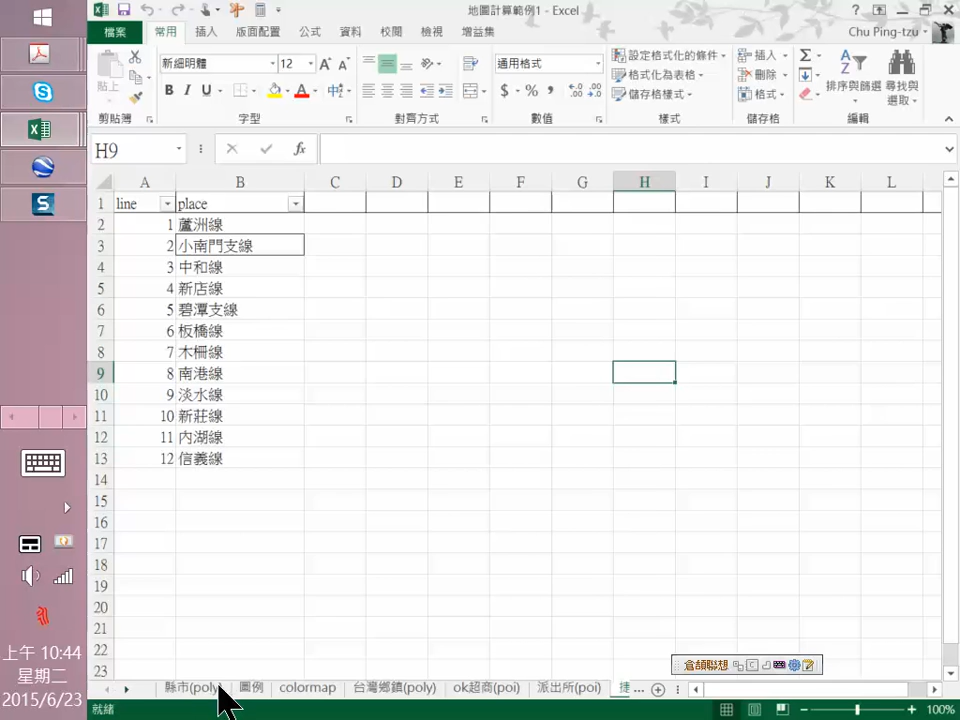 地圖計算範例1 - Excel
檔案 常用 插入 版面配置 公式 資料 校閱 檢視 增益集 Chu Ping-tzu
貼上
新細明體 12
B I U
通用格式
$ % ,
設定格式化的條件
格式化為表格
儲存格樣式
插入
刪除
格式
排序與篩選 尋找與選取
剪貼簿 字型 對齊方式 數值 樣式 儲存格 編輯
H9 fx
A B C D E F G H I J K L
1 line place
2 1 蘆洲線
3 2 小南門支線
4 3 中和線
5 4 新店線
6 5 碧潭支線
7 6 板橋線
8 7 木柵線
9 8 南港線
10 9 淡水線
11 10 新莊線
12 11 內湖線
13 12 信義線
14
15
16
17
18
19
20
21
22
23
倉頡聯想
縣市(poly) 圖例 colormap 台灣鄉鎮(poly) ok超商(poi) 派出所(poi) 捷 ...
就緒 100%
上午 10:44
星期二
2015/6/23